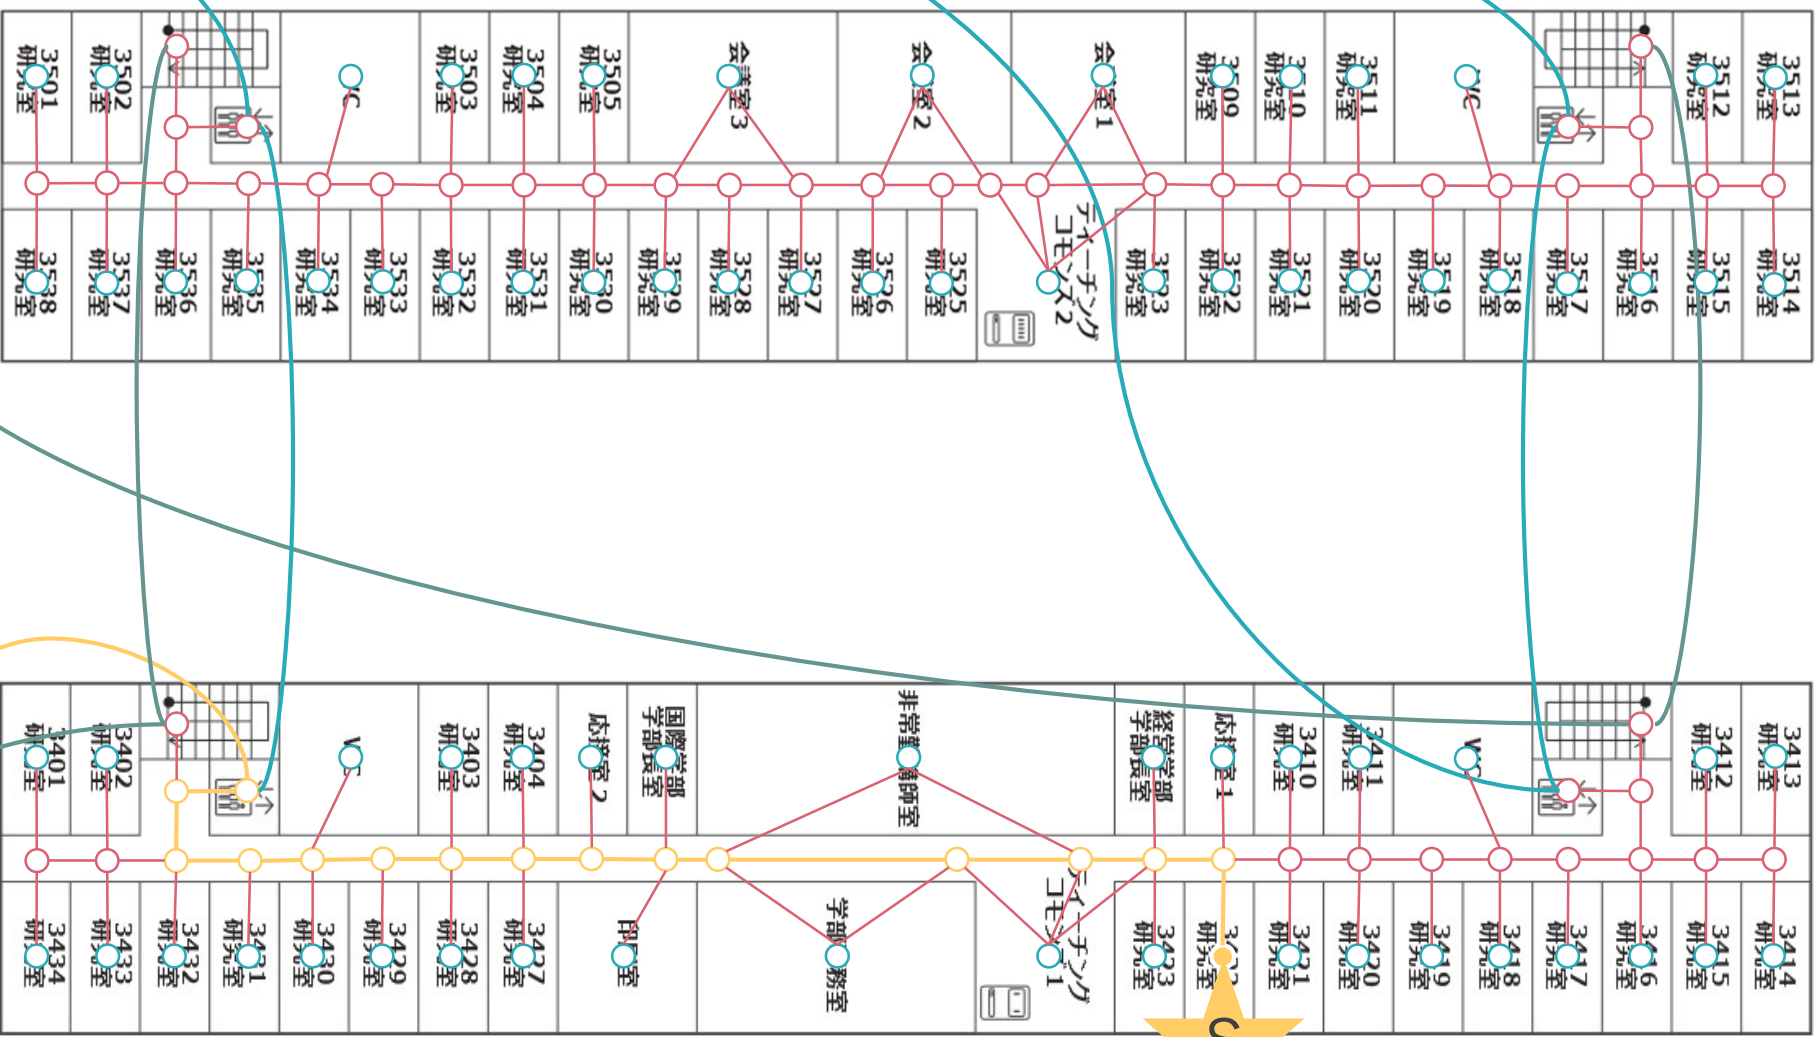 3501
研究室
3502
研究室
WC
3503
研究室
3504
研究室
3505
研究室
会議室3
会議室2
会議室1
3509
研究室
3510
研究室
3511
研究室
WC
3512
研究室
3513
研究室
3538
研究室
3537
研究室
3536
研究室
3535
研究室
3534
研究室
3533
研究室
3532
研究室
3531
研究室
3530
研究室
3529
研究室
3528
研究室
3527
研究室
3526
研究室
3525
研究室
ティーチング
コモンズ2
3523
研究室
3522
研究室
3521
研究室
3520
研究室
3519
研究室
3518
研究室
3517
研究室
3516
研究室
3515
研究室
3514
研究室
3401
研究室
3402
研究室
WC
3403
研究室
3404
研究室
応接室2
国際学部
学部長室
非常勤講師室
経営学部
学部長室
応接室1
3410
研究室
3411
研究室
WC
3412
研究室
3413
研究室
3434
研究室
3433
研究室
3432
研究室
3431
研究室
3430
研究室
3429
研究室
3428
研究室
3427
研究室
印刷室
学部事務室
ティーチング
コモンズ1
3423
研究室
3422
研究室
3421
研究室
3420
研究室
3419
研究室
3418
研究室
3417
研究室
3416
研究室
3415
研究室
3414
研究室
S